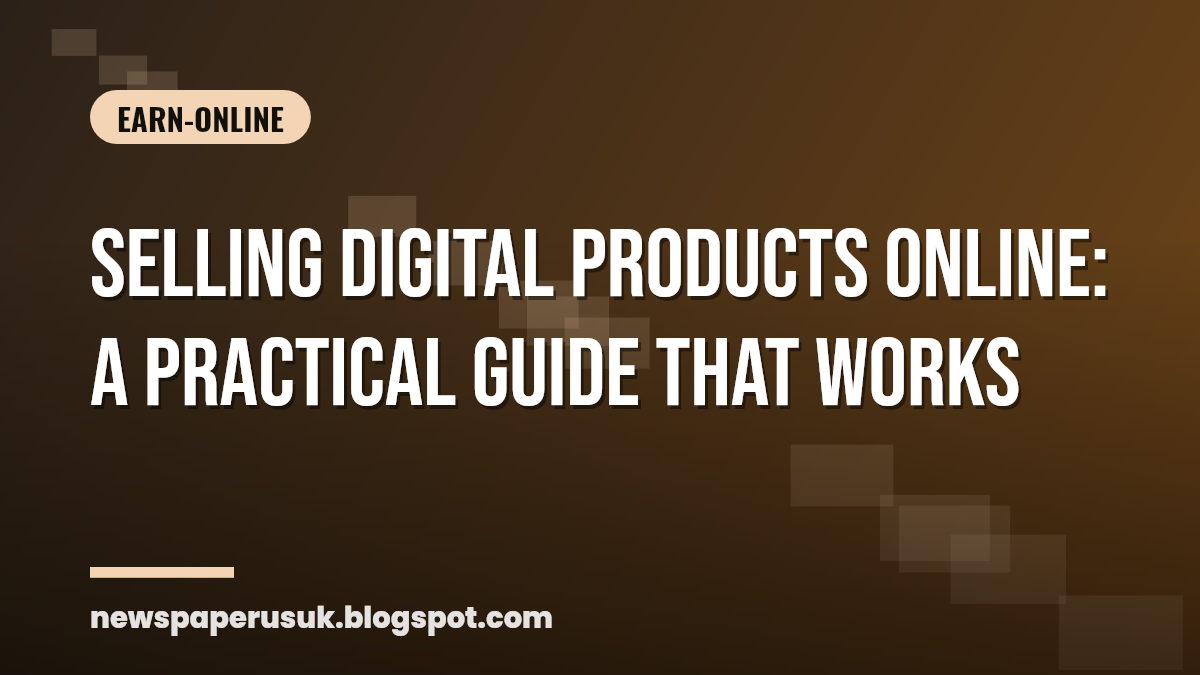 EARN-ONLINE
SELLING DIGITAL PRODUCTS ONLINE:
A PRACTICAL GUIDE THAT WORKS
newspaperusuk.blogspot.com